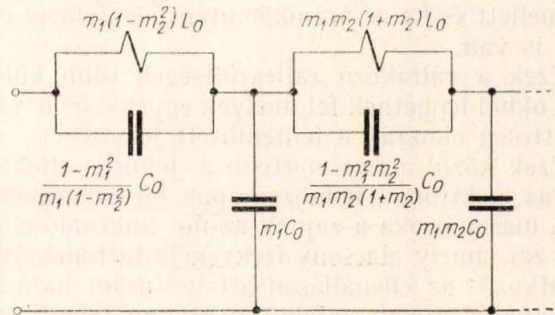 m₁(1-m₂²)L₀
m₁m₂(1+m₂)L₀
(1-m₁²)/(m₁(1-m₂²)) C₀
(1-m₁²m₂²)/(m₁m₂(1+m₂)) C₀
m₁C₀
m₁m₂C₀